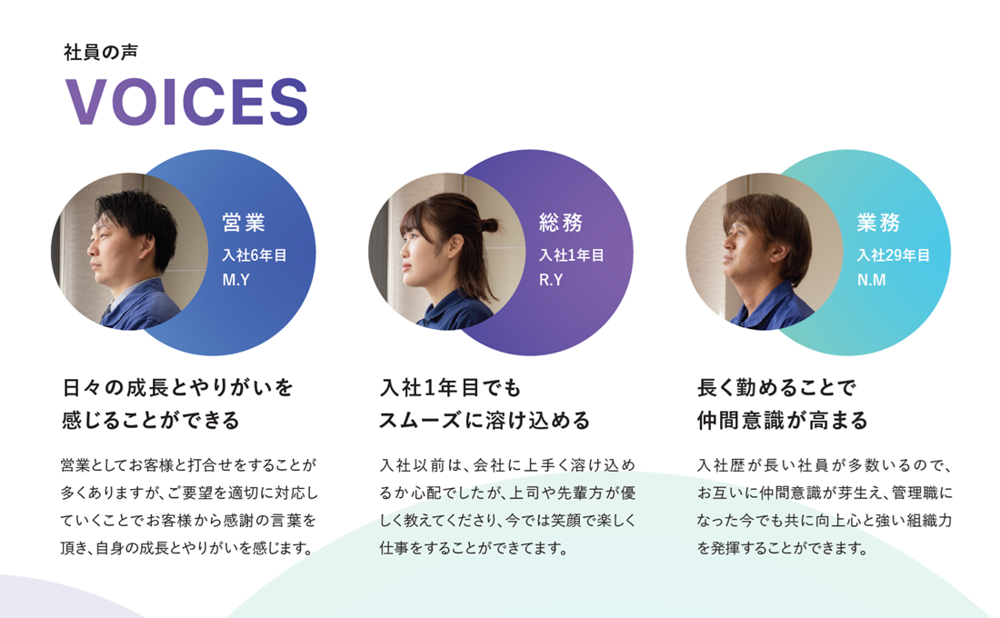 社員の声
VOICES
営業
入社6年目
M.Y
日々の成長とやりがいを
感じることができる
営業としてお客様と打合せをすることが
多くありますが、ご要望を適切に対応し
ていくことでお客様から感謝の言葉を
頂き、自身の成長とやりがいを感じます。
総務
入社1年目
R.Y
入社1年目でも
スムーズに溶け込める
入社以前は、会社に上手く溶け込め
るか心配でしたが、上司や先輩方が優
しく教えてくださり、今では笑顔で楽しく
仕事をすることができてます。
業務
入社29年目
N.M
長く勤めることで
仲間意識が高まる
入社歴が長い社員が多数いるので、
お互いに仲間意識が芽生え、管理職に
なった今でも共に向上心と強い組織力
を発揮することができます。